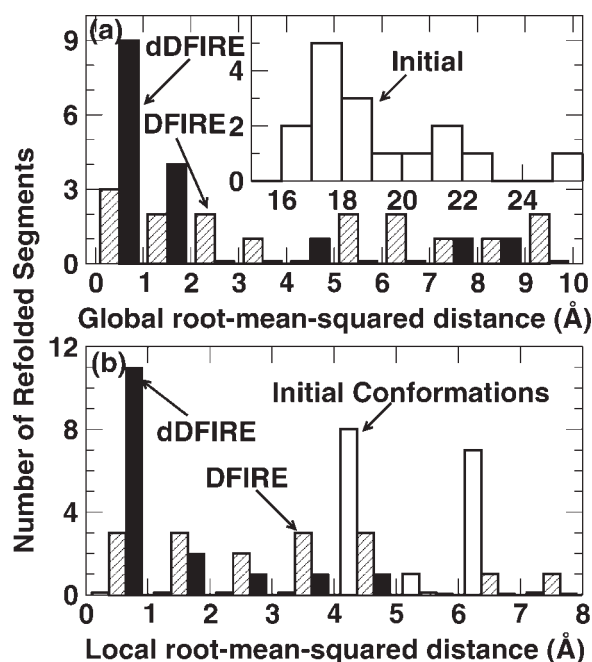 (a)
dDFIRE
DFIRE
Initial
9
6
3
0
4
2
0
16 18 20 22 24
0 1 2 3 4 5 6 7 8 9 10
Global root-mean-squared distance (Å)
Number of Refolded Segments
(b)
Initial Conformations
dDFIRE
DFIRE
12
8
4
0
0 1 2 3 4 5 6 7 8
Local root-mean-squared distance (Å)